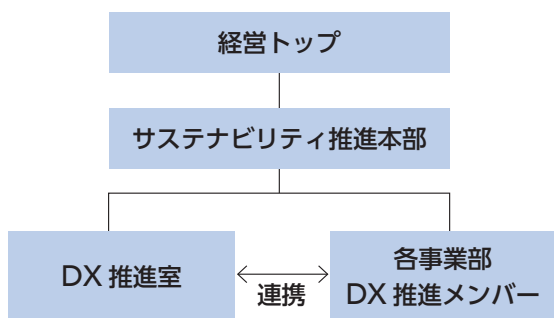 経営トップ
サステナビリティ推進本部
DX 推進室
連携
各事業部
DX 推進メンバー